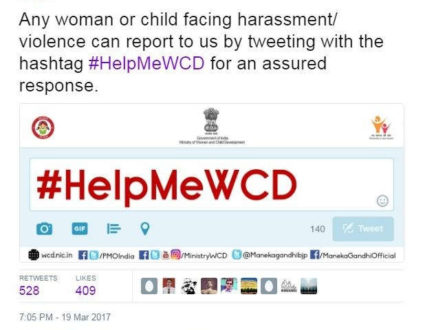 Any woman or child facing harassment/
violence can report to us by tweeting with the
hashtag #HelpMeWCD for an assured
response.
Government of India
Ministry of Women and Child Development
#HelpMeWCD
GIF
140 Tweet
wcd.nic.in /PMOIndia /MinistryWCD @Manekagandhibjp /ManekaGandhiOfficial
RETWEETS LIKES
528 409
7:05 PM - 19 Mar 2017